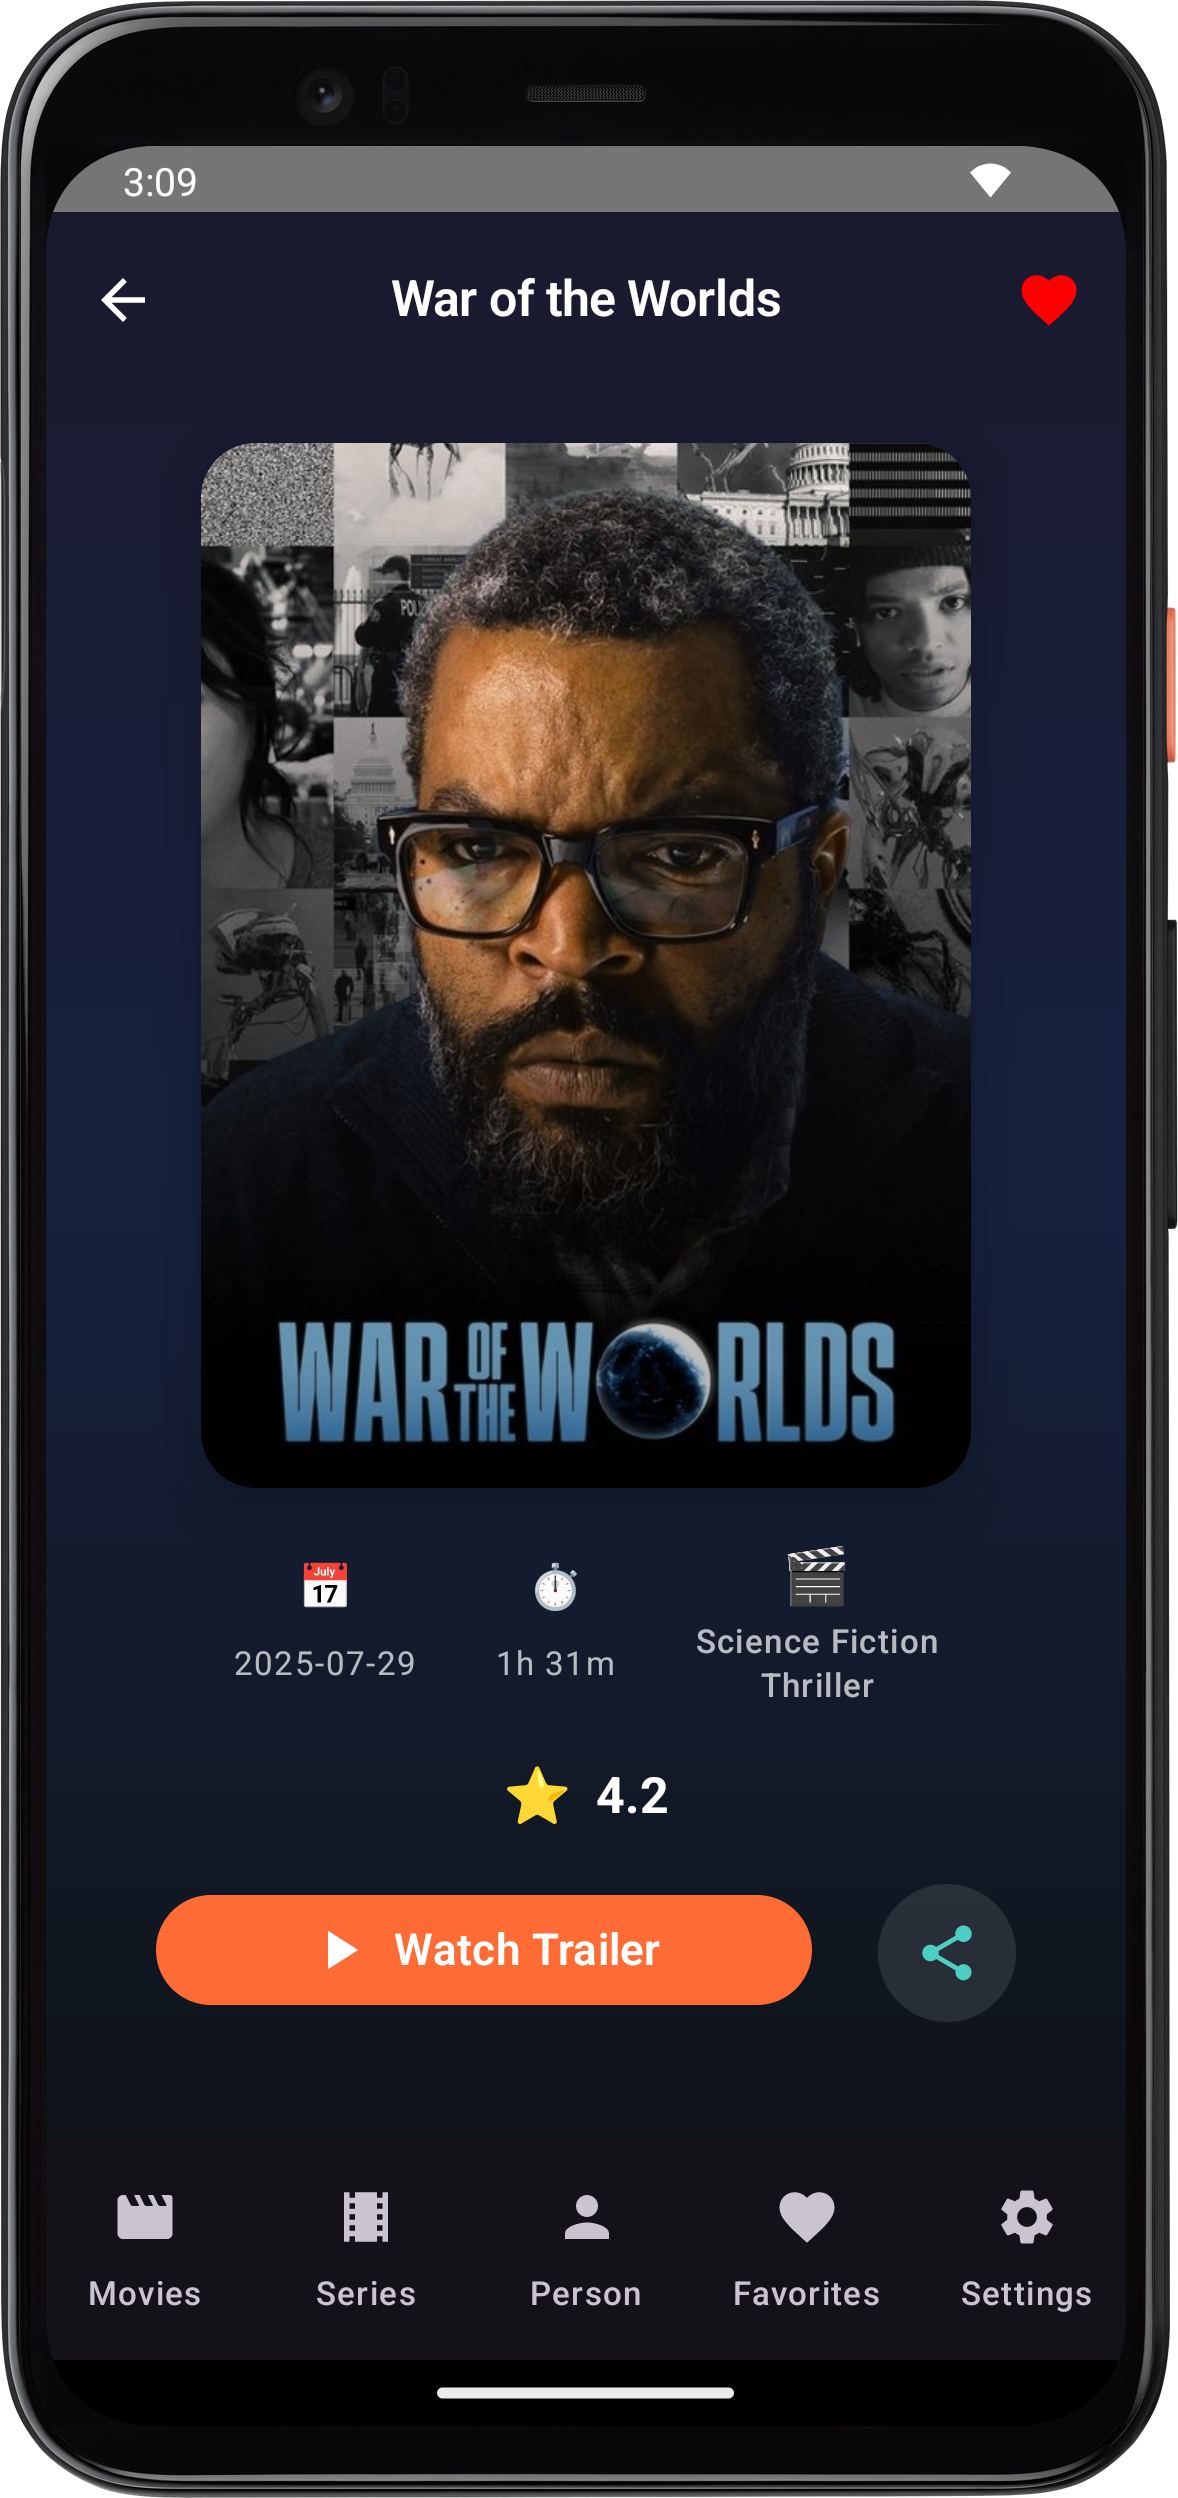 3:09
War of the Worlds
WAR OF THE WORLDS
July
17
2025-07-29
1h 31m
Science Fiction
Thriller
4.2
Watch Trailer
Movies
Series
Person
Favorites
Settings